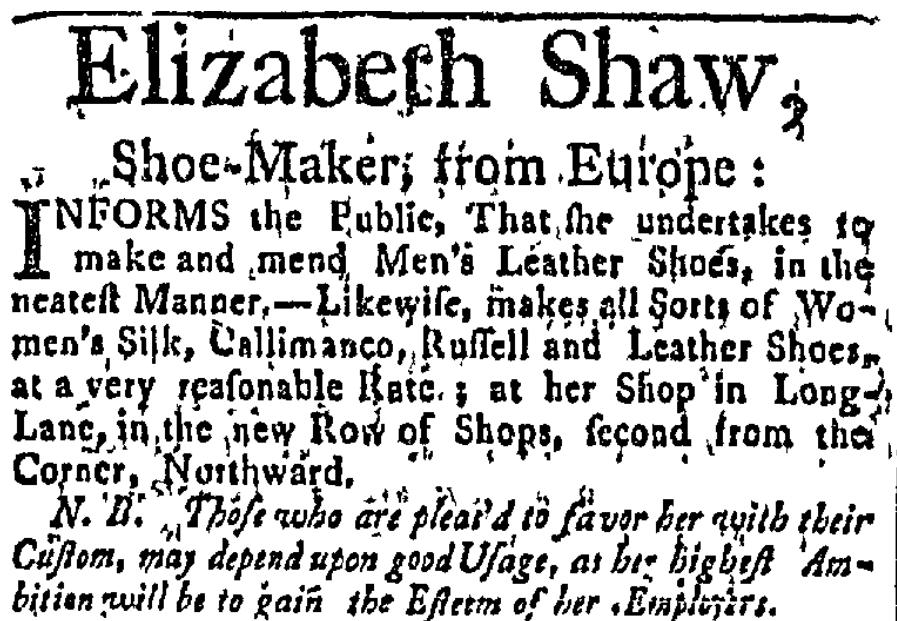 Elizabeth Shaw,
Shoe-Maker, from Europe:
INFORMS the Public, That ſhe undertakes to
make and mend Men's Leather Shoes, in the
neateſt Manner.—Likewiſe, makes all Sorts of Wo-
men's Silk, Callimanco, Ruſſell and Leather Shoes,
at a very reaſonable Rate.; at her Shop in Long-
Lane, in the new Row of Shops, ſecond from the
Corner, Northward.
N. B. Thoſe who are pleaſ'd to favor her with their
Cuſtom, may depend upon good Uſage, as her higheſt Am-
bition will be to gain the Eſteem of her Employers.